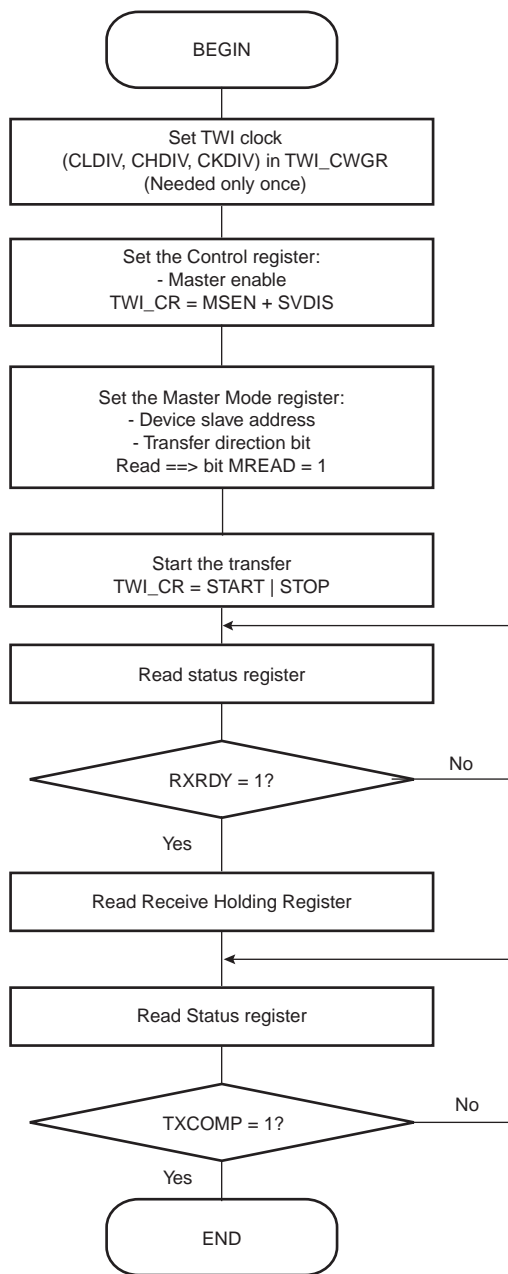 BEGIN
Set TWI clock
(CLDIV, CHDIV, CKDIV) in TWI_CWGR
(Needed only once)
Set the Control register:
- Master enable
TWI_CR = MSEN + SVDIS
Set the Master Mode register:
- Device slave address
- Transfer direction bit
Read ==> bit MREAD = 1
Start the transfer
TWI_CR = START | STOP
Read status register
RXRDY = 1?
No
Yes
Read Receive Holding Register
Read Status register
TXCOMP = 1?
No
Yes
END